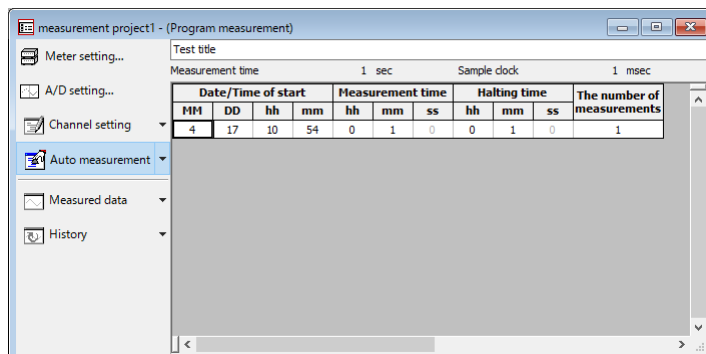 measurement project1 - (Program measurement)
Meter setting...
A/D setting...
Channel setting
Auto measurement
Measured data
History
Test title
Measurement time 1 sec Sample clock 1 msec
Date/Time of start Measurement time Halting time The number of measurements
MM DD hh mm hh mm ss hh mm ss
4 17 10 54 0 1 0 0 1 0 1